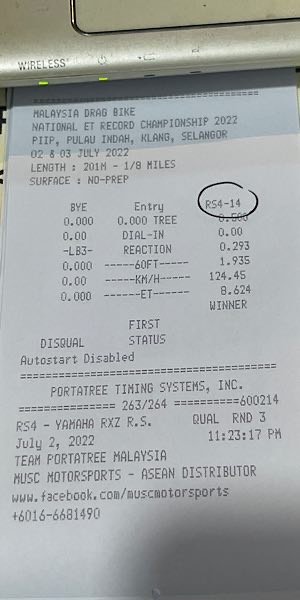 WIRELESS
===================================
MALAYSIA DRAG BIKE
NATIONAL ET RECORD CHAMPIONSHIP 2022
PIIP, PULAU INDAH, KLANG, SELANGOR
02 & 03 JULY 2022
LENGTH : 201M - 1/8 MILES
SURFACE : NO-PREP
BYE Entry RS4-14
0.000 0.000 TREE 0.500
0.00 DIAL-IN 0.00
-LB3- REACTION 0.293
0.000 -----60FT----- 1.935
0.00 -----KM/H----- 124.45
0.000 ------ET------ 8.624
WINNER
FIRST
DISQUAL STATUS
Autostart Disabled
===================================
PORTATREE TIMING SYSTEMS, INC.
=============== 263/264 ==========600214
RS4 - YAMAHA RXZ R.S. QUAL RND 3
July 2, 2022 11:23:17 PM
TEAM PORTATREE MALAYSIA
MUSC MOTORSPORTS - ASEAN DISTRIBUTOR
www.facebook.com/muscmotorsports
+6016-6681490